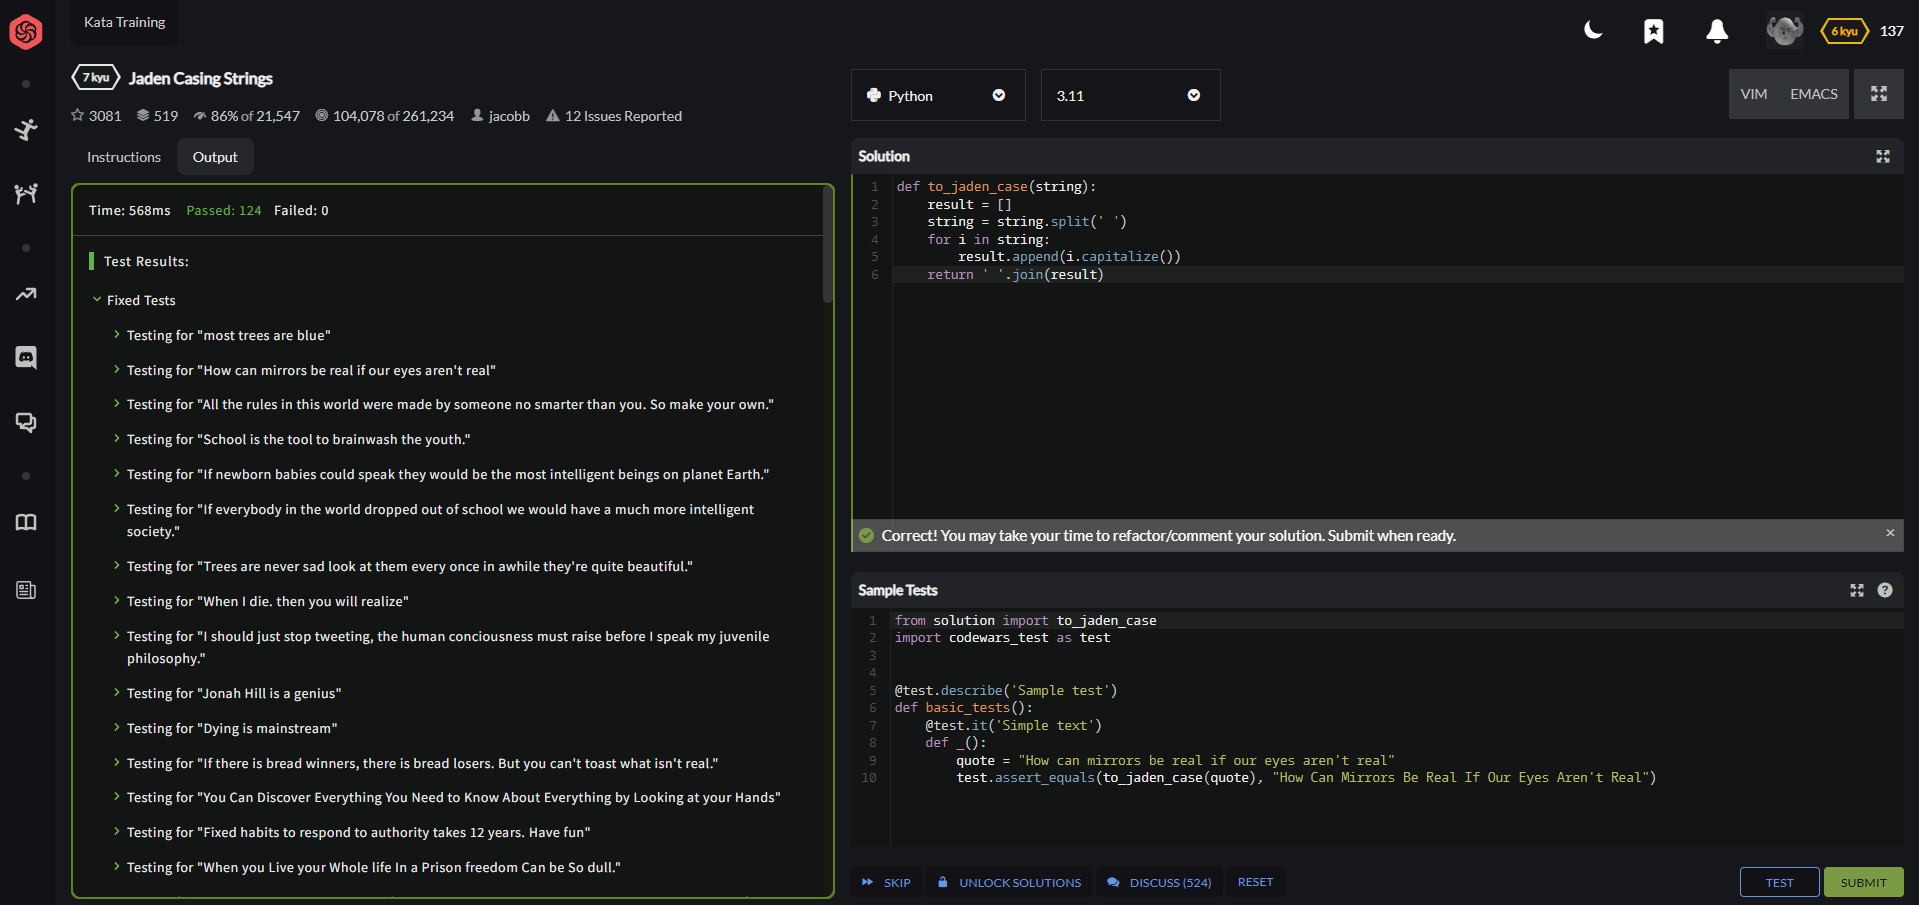 Kata Training
6 kyu 137
7 kyu Jaden Casing Strings
3081 519 86% of 21,547 104,078 of 261,234 jacobb 12 Issues Reported
Instructions Output
Time: 568ms Passed: 124 Failed: 0
Test Results:
Fixed Tests
Testing for "most trees are blue"
Testing for "How can mirrors be real if our eyes aren't real"
Testing for "All the rules in this world were made by someone no smarter than you. So make your own."
Testing for "School is the tool to brainwash the youth."
Testing for "If newborn babies could speak they would be the most intelligent beings on planet Earth."
Testing for "If everybody in the world dropped out of school we would have a much more intelligent
society."
Testing for "Trees are never sad look at them every once in awhile they're quite beautiful."
Testing for "When I die. then you will realize"
Testing for "I should just stop tweeting, the human conciousness must raise before I speak my juvenile
philosophy."
Testing for "Jonah Hill is a genius"
Testing for "Dying is mainstream"
Testing for "If there is bread winners, there is bread losers. But you can't toast what isn't real."
Testing for "You Can Discover Everything You Need to Know About Everything by Looking at your Hands"
Testing for "Fixed habits to respond to authority takes 12 years. Have fun"
Testing for "When you Live your Whole life In a Prison freedom Can be So dull."
Python 3.11
VIM EMACS
Solution
1 def to_jaden_case(string):
2     result = []
3     string = string.split(' ')
4     for i in string:
5         result.append(i.capitalize())
6     return ' '.join(result)
Correct! You may take your time to refactor/comment your solution. Submit when ready.
Sample Tests
1 from solution import to_jaden_case
2 import codewars_test as test
3
4
5 @test.describe('Sample test')
6 def basic_tests():
7     @test.it('Simple text')
8     def _():
9         quote = "How can mirrors be real if our eyes aren't real"
10         test.assert_equals(to_jaden_case(quote), "How Can Mirrors Be Real If Our Eyes Aren't Real")
SKIP UNLOCK SOLUTIONS DISCUSS (524) RESET TEST SUBMIT